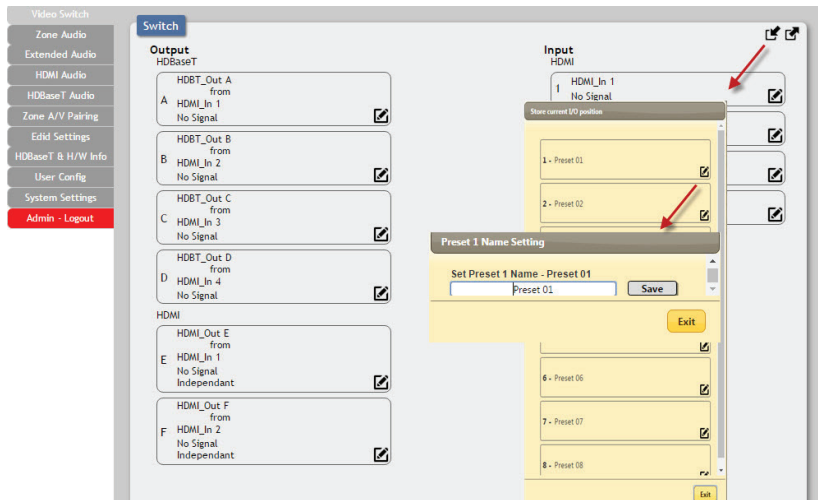 Video Switch
Zone Audio
Extended Audio
HDMI Audio
HDBaseT Audio
Zone A/V Pairing
Edid Settings
HDBaseT & H/W Info
User Config
System Settings
Admin - Logout
Switch
Output
HDBaseT
HDBT_Out A
from
A
HDMI_In 1
No Signal
HDBT_Out B
from
B
HDMI_In 2
No Signal
HDBT_Out C
from
C
HDMI_In 3
No Signal
HDBT_Out D
from
D
HDMI_In 4
No Signal
HDMI
HDMI_Out E
from
E
HDMI_In 1
No Signal
Independant
HDMI_Out F
from
F
HDMI_In 2
No Signal
Independant
Input
HDMI
HDMI_In 1
1
No Signal
Store current I/O position
1 - Preset 01
2 - Preset 02
Preset 1 Name Setting
Set Preset 1 Name - Preset 01
Preset 01
Save
Exit
6 - Preset 06
7 - Preset 07
8 - Preset 08
Exit